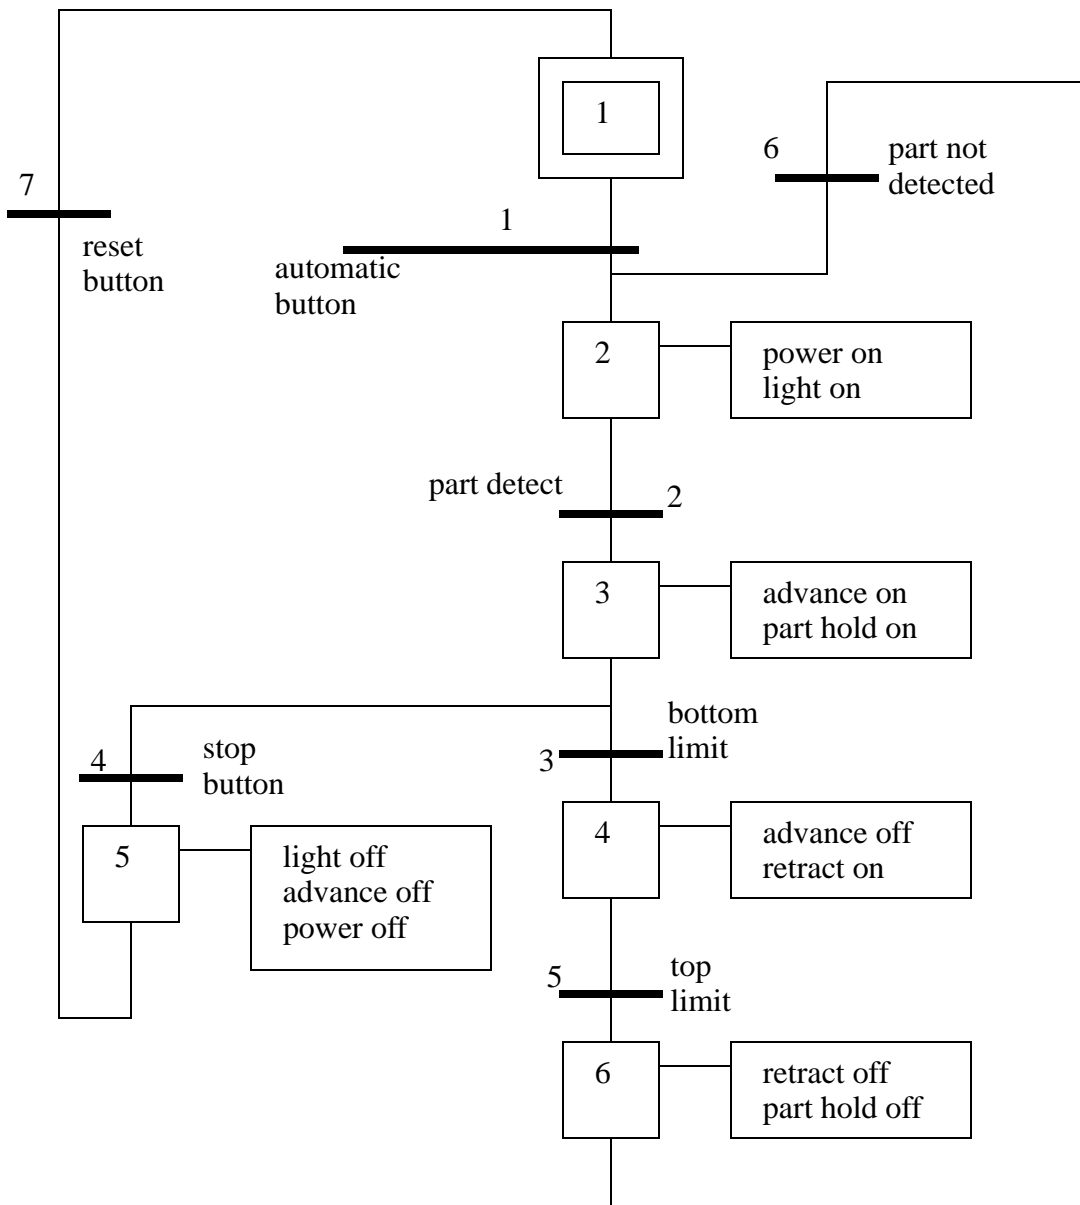 1
6
part not
detected
7
reset
button
1
automatic
button
2
power on
light on
part detect
2
3
advance on
part hold on
bottom
limit
3
stop
button
4
4
advance off
retract on
5
light off
advance off
power off
top
limit
5
6
retract off
part hold off